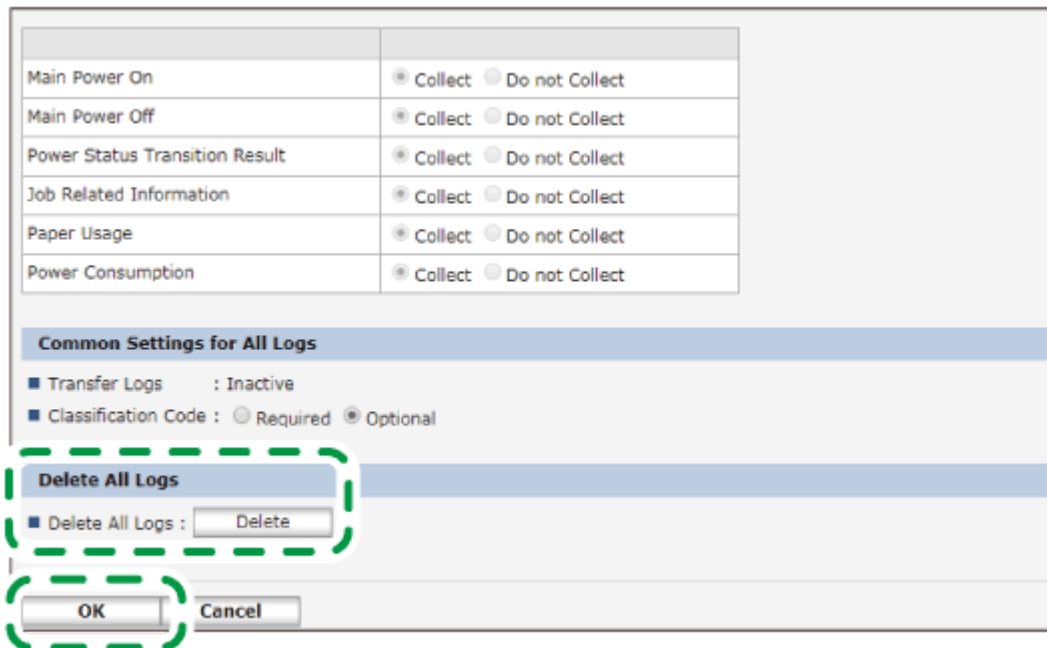 Main Power On Collect Do not Collect
Main Power Off Collect Do not Collect
Power Status Transition Result Collect Do not Collect
Job Related Information Collect Do not Collect
Paper Usage Collect Do not Collect
Power Consumption Collect Do not Collect
Common Settings for All Logs
Transfer Logs : Inactive
Classification Code : Required Optional
Delete All Logs
Delete All Logs : Delete
OK Cancel